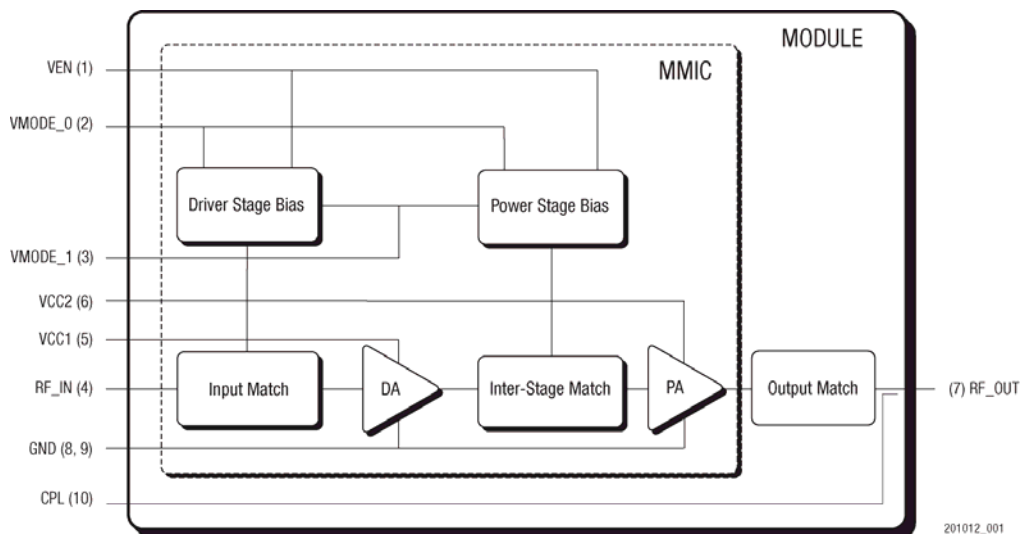 MODULE
MMIC
VEN (1)
VMODE_0 (2)
Driver Stage Bias
Power Stage Bias
VMODE_1 (3)
VCC2 (6)
VCC1 (5)
RF_IN (4)
Input Match
DA
Inter-Stage Match
PA
Output Match
(7) RF_OUT
GND (8, 9)
CPL (10)
201012_001